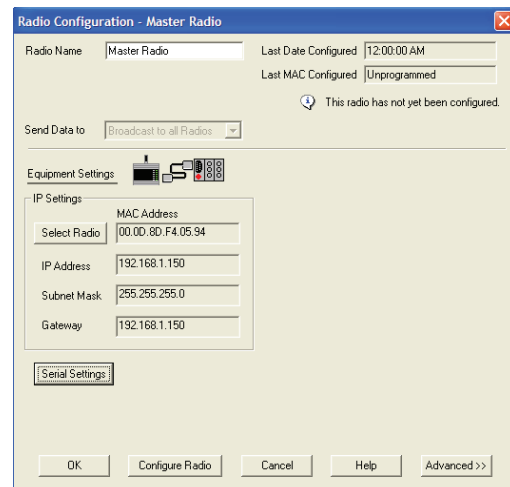 Radio Configuration - Master Radio
Radio Name Master Radio Last Date Configured 12:00:00 AM
Last MAC Configured Unprogrammed
This radio has not yet been configured.
Send Data to Broadcast to all Radios
Equipment Settings
IP Settings
MAC Address
Select Radio 00.0D.8D.F4.05.94
IP Address 192.168.1.150
Subnet Mask 255.255.255.0
Gateway 192.168.1.150
Serial Settings
OK Configure Radio Cancel Help Advanced >>